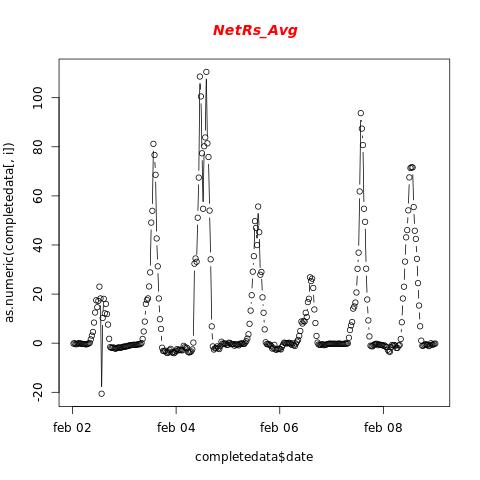 NetRs_Avg
as.numeric(completedata[, i])
100
80
60
40
20
0
-20
feb 02
feb 04
feb 06
feb 08
completedata$date